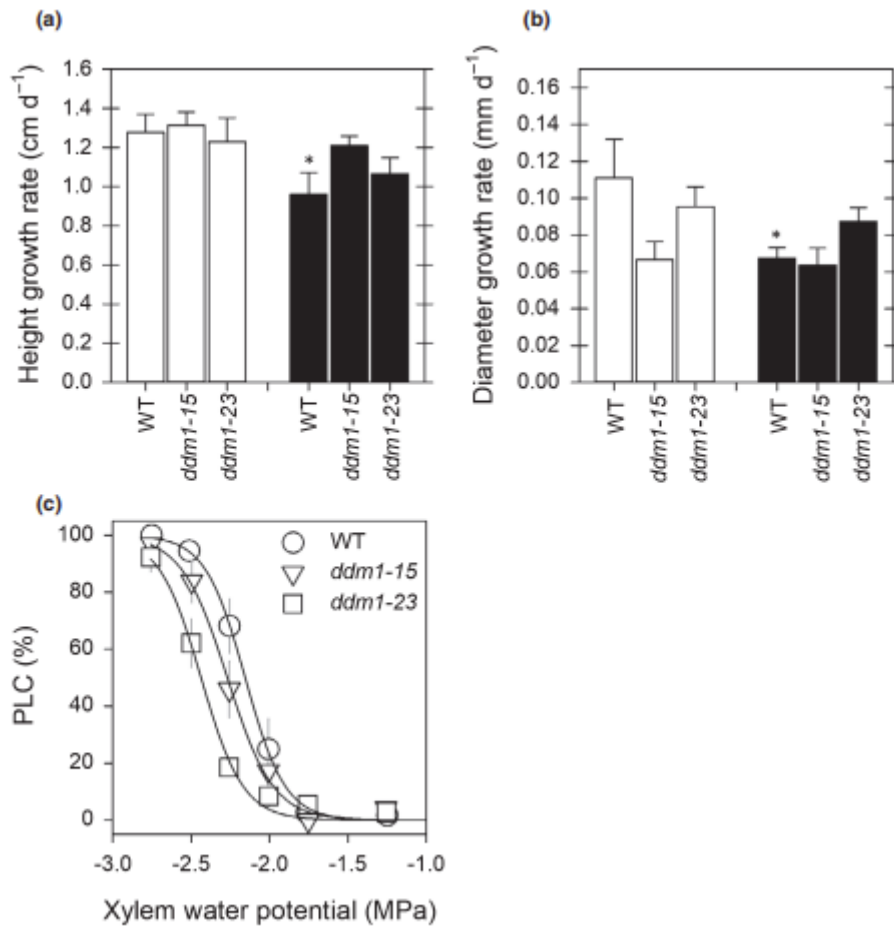 (a)
Height growth rate (cm d⁻¹)
1.6
1.4
1.2
1.0
0.8
0.6
0.4
0.2
0.0
*
WT
ddm1-15
ddm1-23
WT
ddm1-15
ddm1-23
(b)
Diameter growth rate (mm d⁻¹)
0.16
0.14
0.12
0.10
0.08
0.06
0.04
0.02
0.00
*
WT
ddm1-15
ddm1-23
WT
ddm1-15
ddm1-23
(c)
PLC (%)
100
80
60
40
20
0
WT
ddm1-15
ddm1-23
-3.0 -2.5 -2.0 -1.5 -1.0
Xylem water potential (MPa)